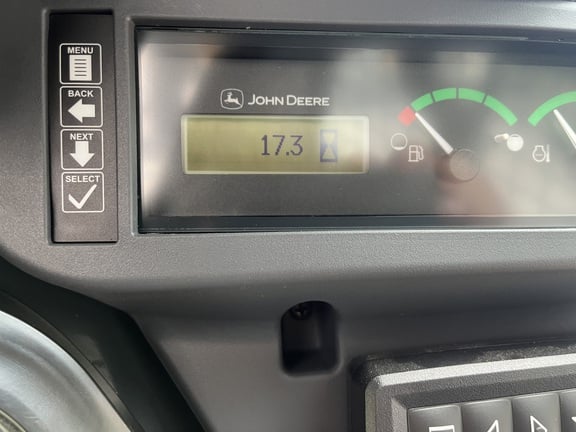 MENU
BACK
NEXT
SELECT
JOHN DEERE
17.3